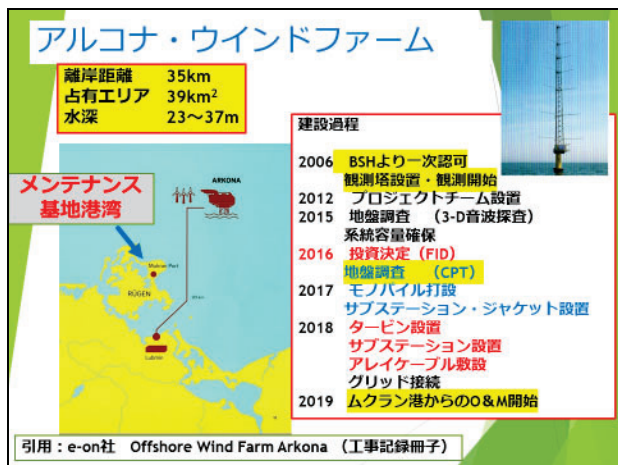 アルコナ・ウインドファーム
離岸距離 35km
占有エリア 39km²
水深 23～37m
メンテナンス
基地港湾
ARKONA
Mukran Port
RÜGEN
Lubmin
建設過程
2006 BSHより一次認可
観測塔設置・観測開始
2012 プロジェクトチーム設置
2015 地盤調査 （3-D音波探査）
系統容量確保
2016 投資決定（FID）
地盤調査 （CPT）
2017 モノパイル打設
サブステーション・ジャケット設置
2018 タービン設置
サブステーション設置
アレイケーブル敷設
グリッド接続
2019 ムクラン港からのO＆M開始
引用：e-on社 Offshore Wind Farm Arkona （工事記録冊子）